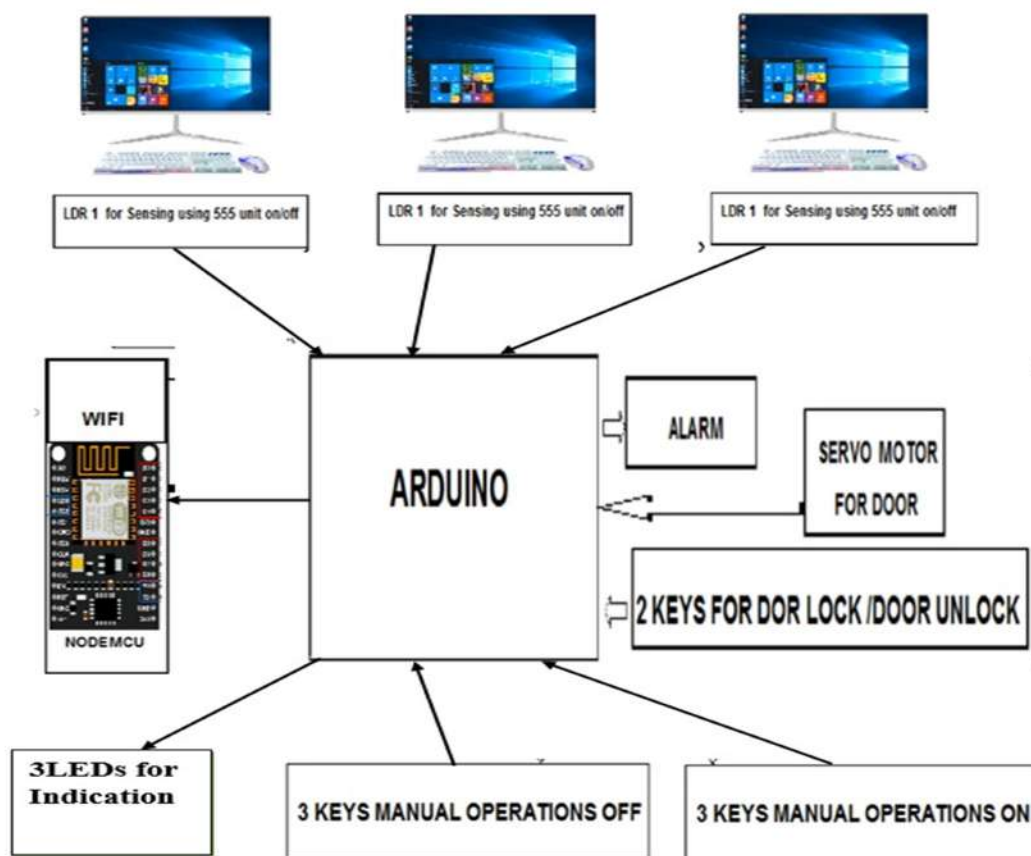 LDR 1 for Sensing using 555 unit on/off
LDR 1 for Sensing using 555 unit on/off
LDR 1 for Sensing using 555 unit on/off
WIFI
NODEMCU
ARDUINO
ALARM
SERVO MOTOR
FOR DOOR
2 KEYS FOR DOR LOCK /DOOR UNLOCK
3LEDs for
Indication
3 KEYS MANUAL OPERATIONS OFF
3 KEYS MANUAL OPERATIONS ON